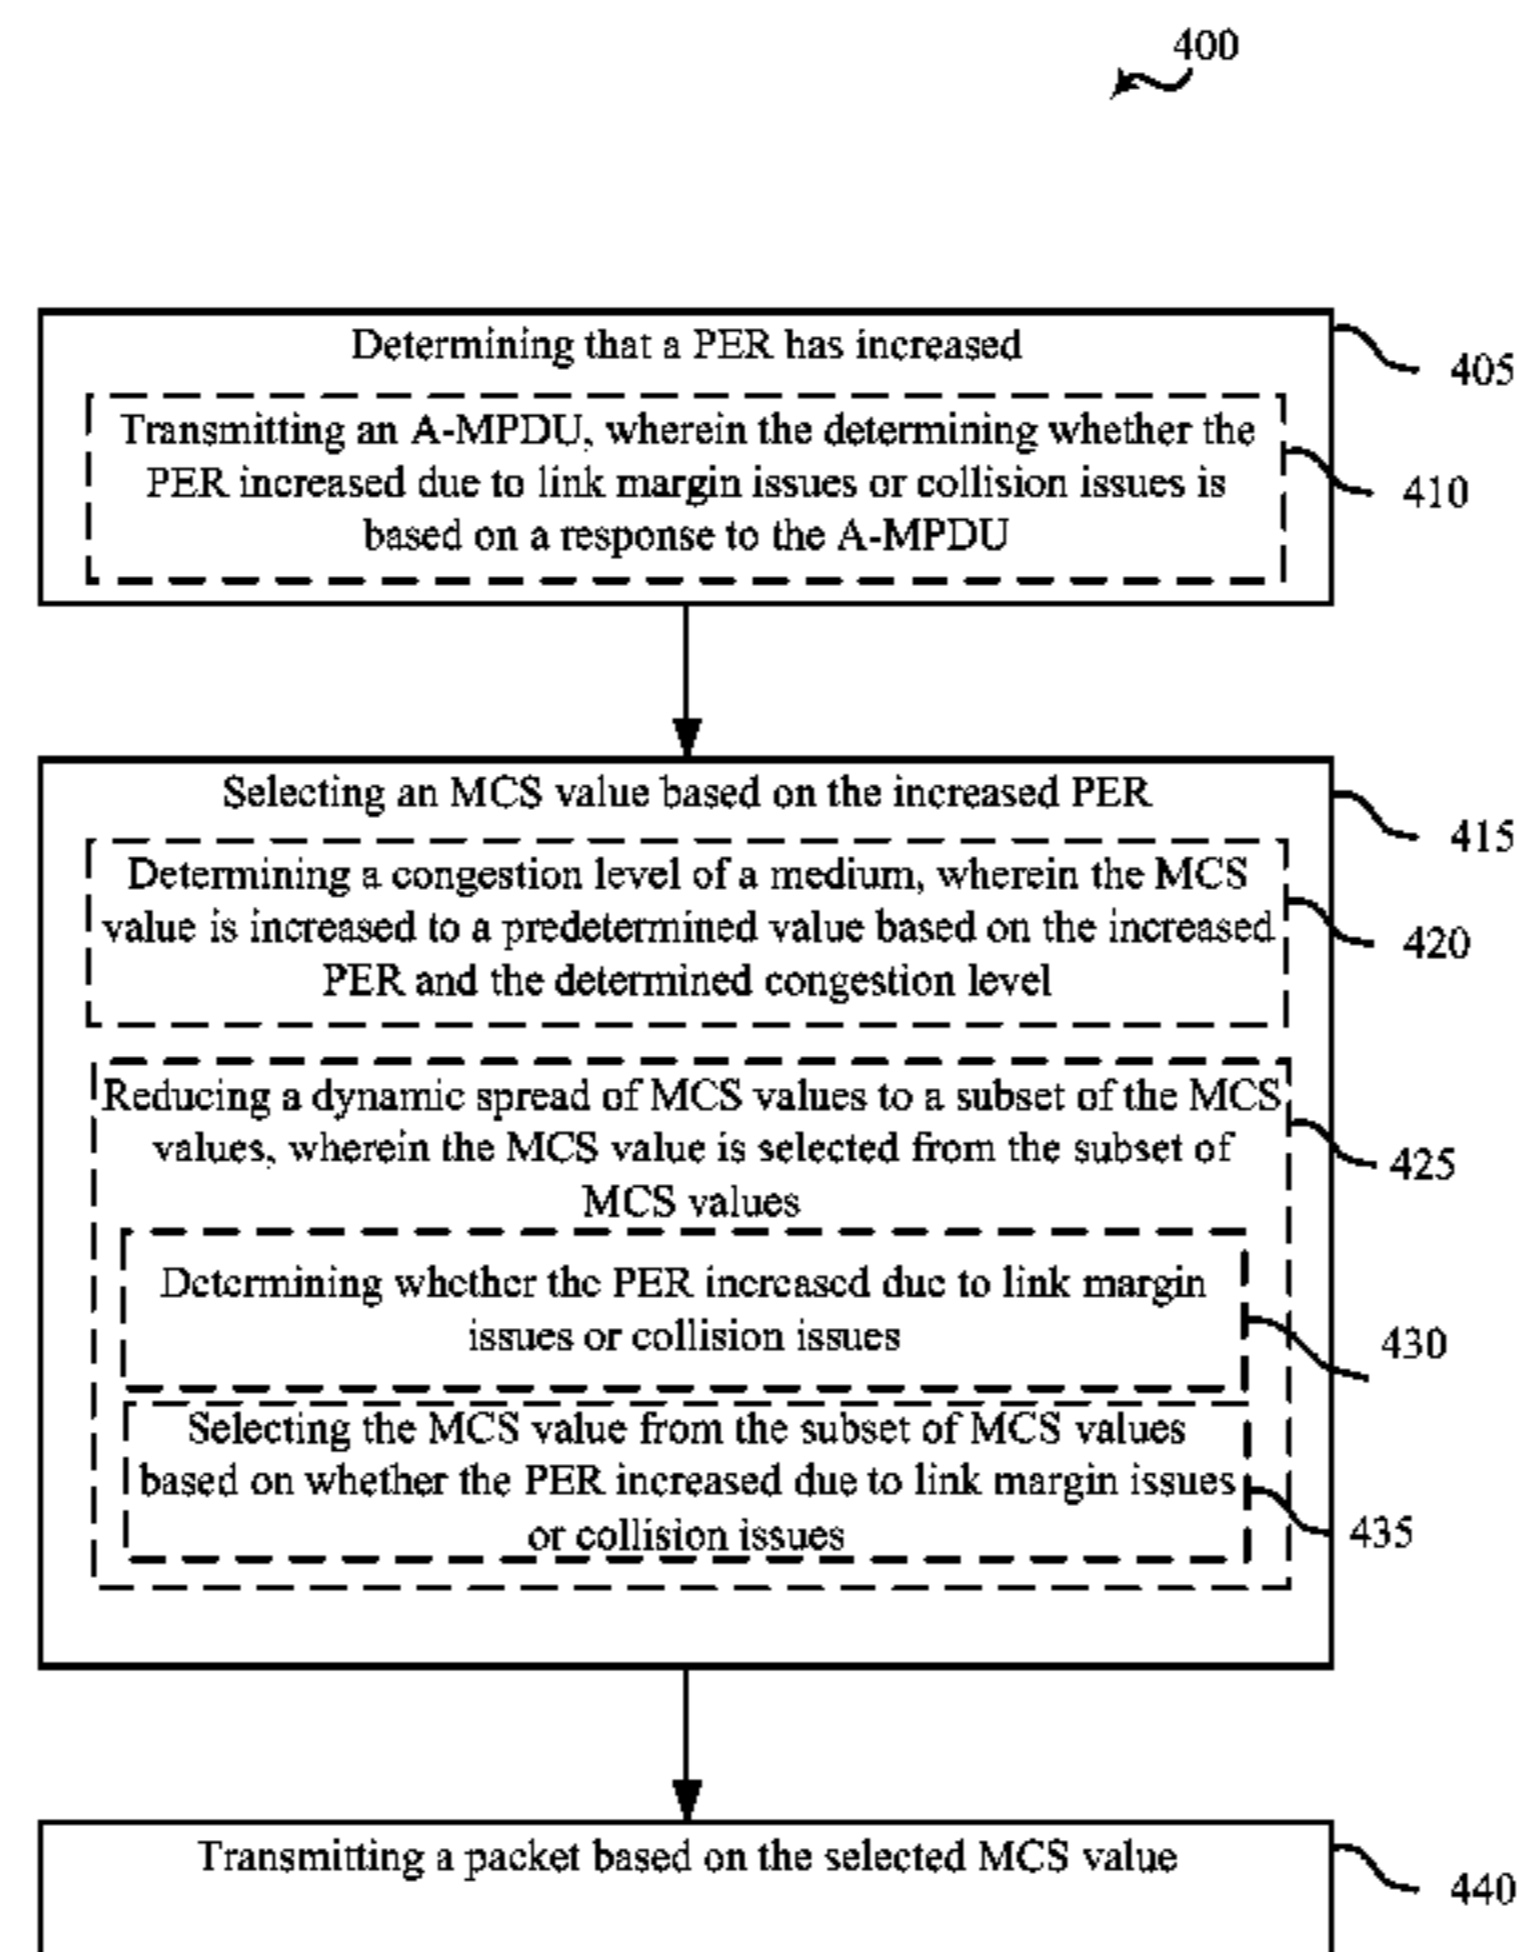 400
Determining that a PER has increased
405
Transmitting an A-MPDU, wherein the determining whether the
PER increased due to link margin issues or collision issues is
based on a response to the A-MPDU
410
Selecting an MCS value based on the increased PER
415
Determining a congestion level of a medium, wherein the MCS
value is increased to a predetermined value based on the increased
PER and the determined congestion level
420
Reducing a dynamic spread of MCS values to a subset of the MCS
values, wherein the MCS value is selected from the subset of
MCS values
425
Determining whether the PER increased due to link margin
issues or collision issues
430
Selecting the MCS value from the subset of MCS values
based on whether the PER increased due to link margin issues
or collision issues
435
Transmitting a packet based on the selected MCS value
440